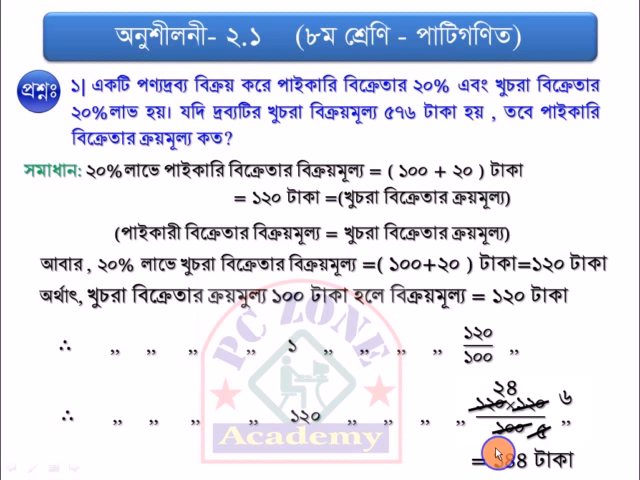 অনুশীলনী- ২.১ (৮ম শ্রেণি - পাটিগণিত)
প্রশ্নঃ ১| একটি পণ্যদ্রব্য বিক্রয় করে পাইকারি বিক্রেতার ২০% এবং খুচরা বিক্রেতার
২০%লাভ হয়। যদি দ্রব্যটির খুচরা বিক্রয়মূল্য ৫৭৬ টাকা হয় , তবে পাইকারি
বিক্রেতার ক্রয়মূল্য কত?
সমাধান: ২০%লাভে পাইকারি বিক্রেতার বিক্রয়মূল্য = ( ১০০ + ২০ ) টাকা
= ১২০ টাকা =(খুচরা বিক্রেতার ক্রয়মূল্য)
(পাইকারী বিক্রেতার বিক্রয়মূল্য = খুচরা বিক্রেতার ক্রয়মূল্য)
আবার , ২০% লাভে খুচরা বিক্রেতার বিক্রয়মূল্য =( ১০০+২০ ) টাকা=১২০ টাকা
অর্থাৎ, খুচরা বিক্রেতার ক্রয়মুল্য ১০০ টাকা হলে বিক্রয়মূল্য = ১২০ টাকা
∴ ,, ,, ,, ,, ১ ,, ,, ,, ,, ১২০/১০০ ,,
২৪ ৬
∴ ,, ,, ,, ,, ১২০ ,, ,, ,, ,, ১২০×১২০/১০০ ৫ ,,
= ১৪৪ টাকা
PC ZONE
Academy